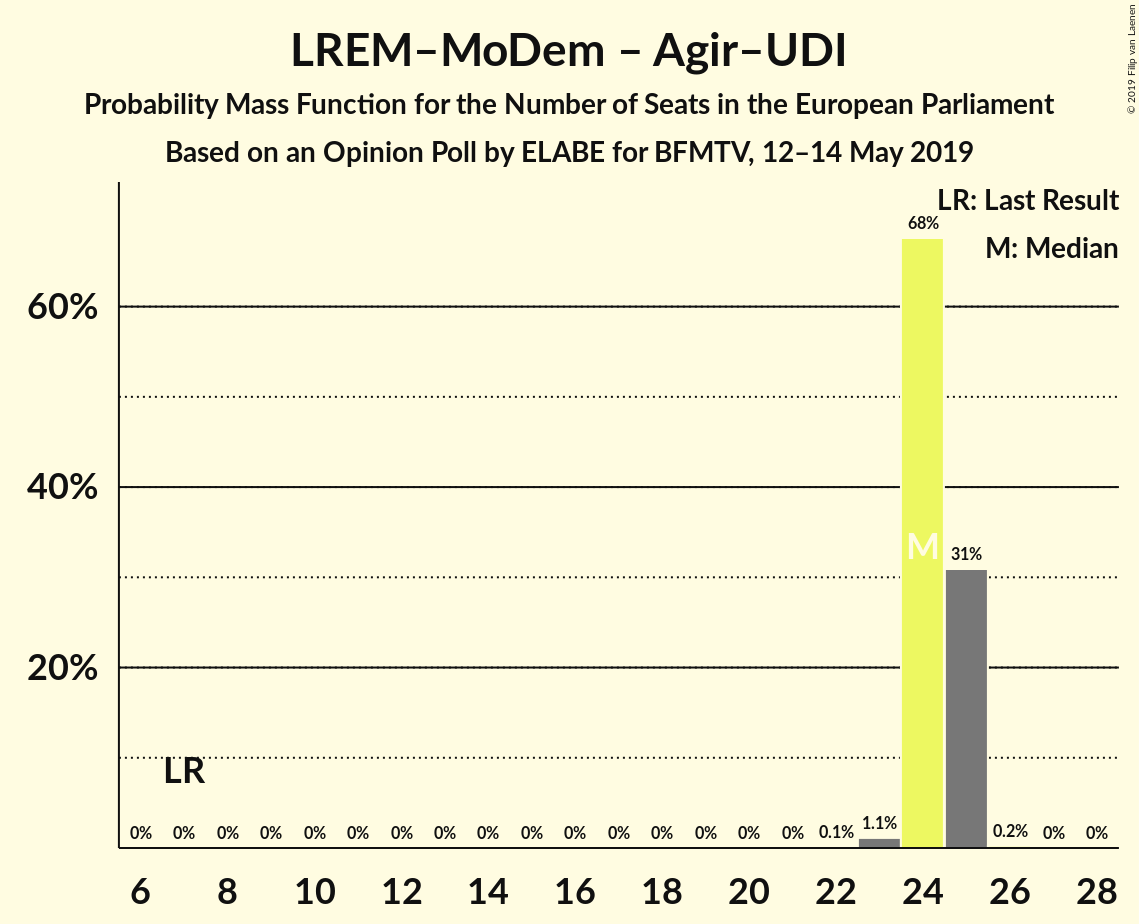 LREM–MoDem – Agir–UDI
Probability Mass Function for the Number of Seats in the European Parliament
Based on an Opinion Poll by ELABE for BFMTV, 12–14 May 2019
© 2019 Filip van Laenen
LR: Last Result
M: Median
68%
60%
40%
M
31%
20%
LR
0% 0% 0% 0% 0% 0% 0% 0% 0% 0% 0% 0% 0% 0% 0% 0% 0.1% 1.1% 0.2% 0% 0%
6 8 10 12 14 16 18 20 22 24 26 28